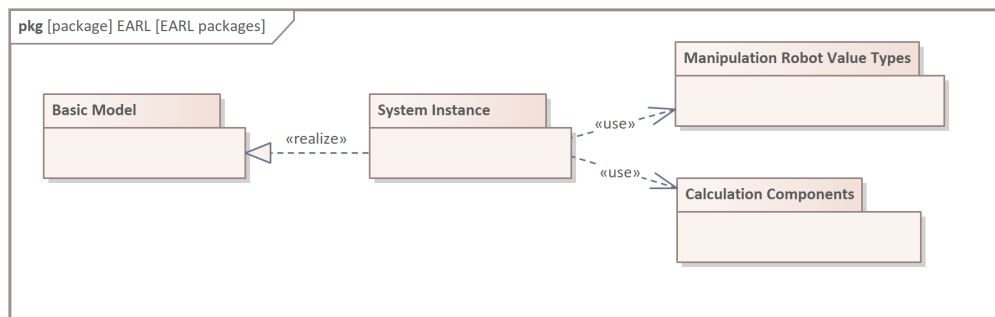 pkg [package] EARL [EARL packages]
Manipulation Robot Value Types
Basic Model
System Instance
«use»
«realize»
«use»
Calculation Components